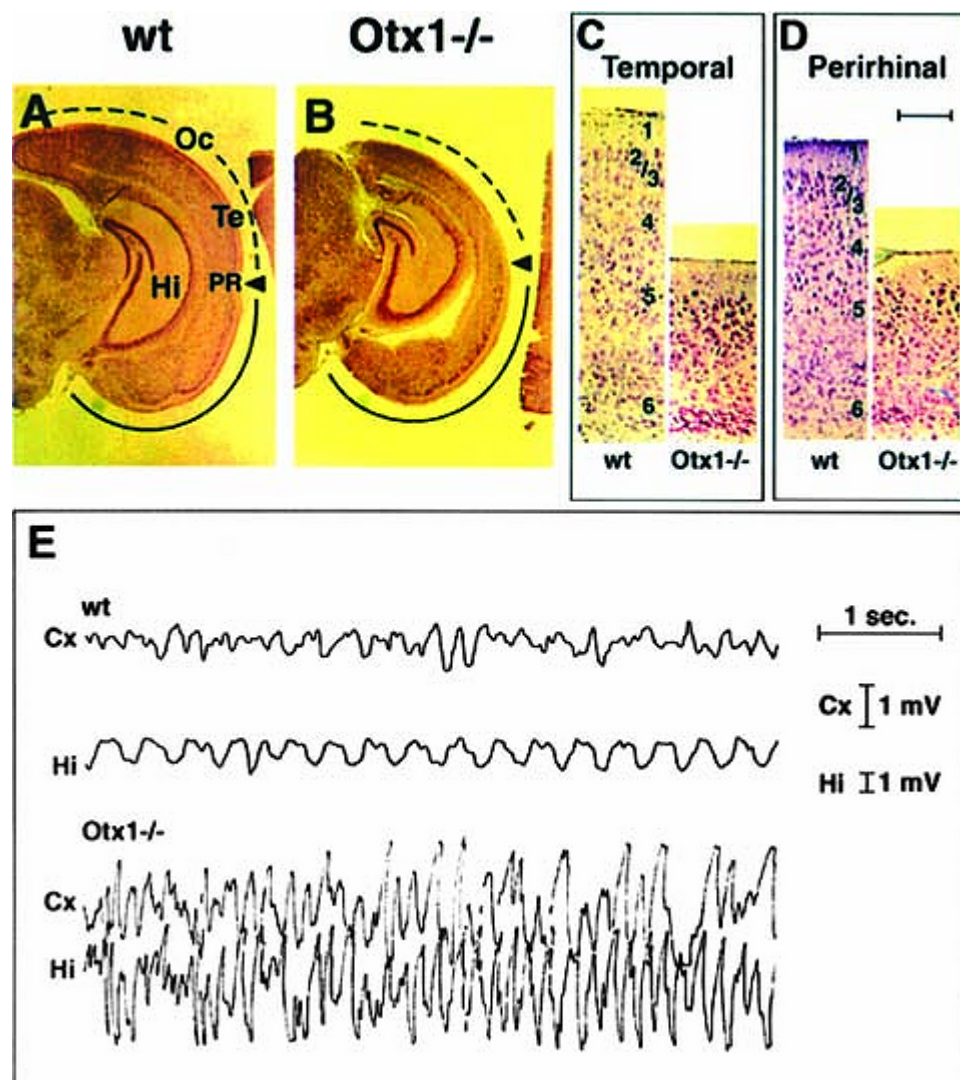 wt Otx1-/-
A Oc Te PR Hi
B
C Temporal
1
2/3
4
5
6
wt Otx1-/-
D Perirhinal
1
2/3
4
5
6
wt Otx1-/-
E
wt
Cx
Hi
1 sec.
Cx 1 mV
Hi 1 mV
Otx1-/-
Cx
Hi